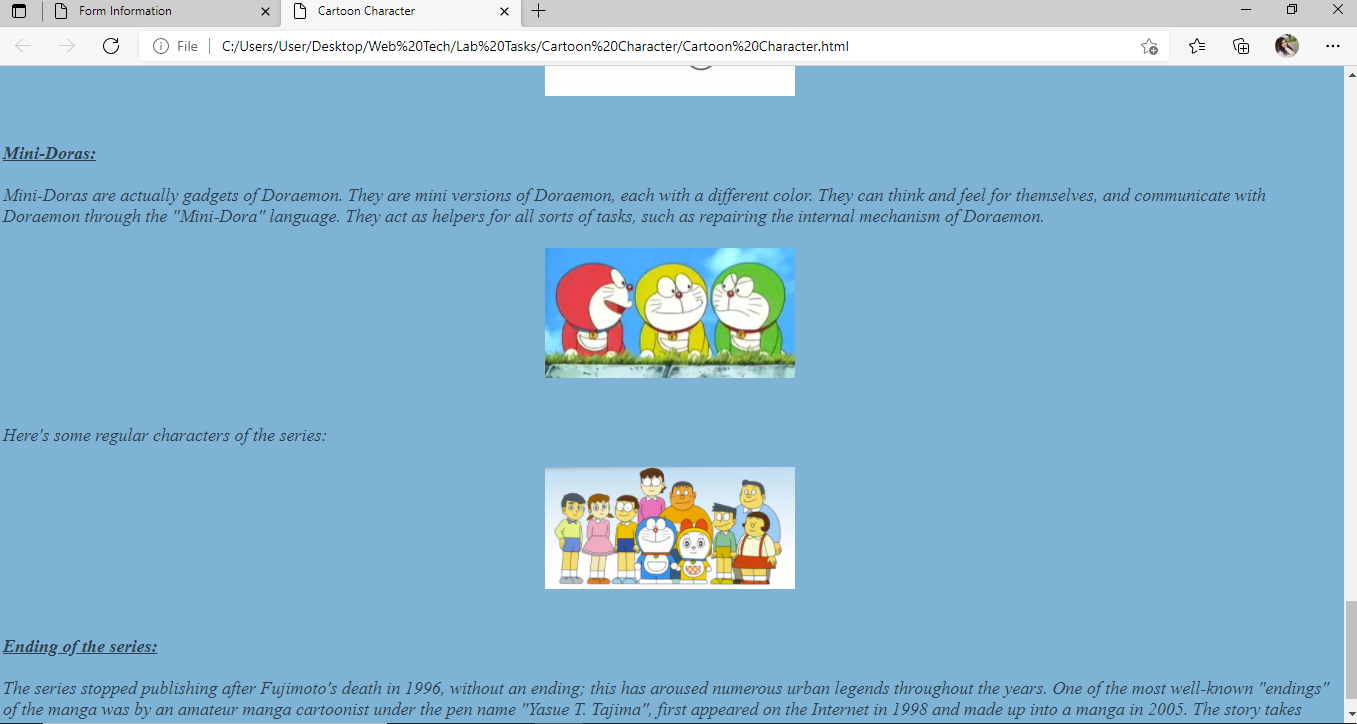 Form Information
Cartoon Character
File
C:/Users/User/Desktop/Web%20Tech/Lab%20Tasks/Cartoon%20Character/Cartoon%20Character.html
Mini-Doras:
Mini-Doras are actually gadgets of Doraemon. They are mini versions of Doraemon, each with a different color. They can think and feel for themselves, and communicate with
Doraemon through the "Mini-Dora" language. They act as helpers for all sorts of tasks, such as repairing the internal mechanism of Doraemon.
Here's some regular characters of the series:
Ending of the series:
The series stopped publishing after Fujimoto's death in 1996, without an ending; this has aroused numerous urban legends throughout the years. One of the most well-known "endings"
of the manga was by an amateur manga cartoonist under the pen name "Yasue T. Tajima", first appeared on the Internet in 1998 and made up into a manga in 2005. The story takes